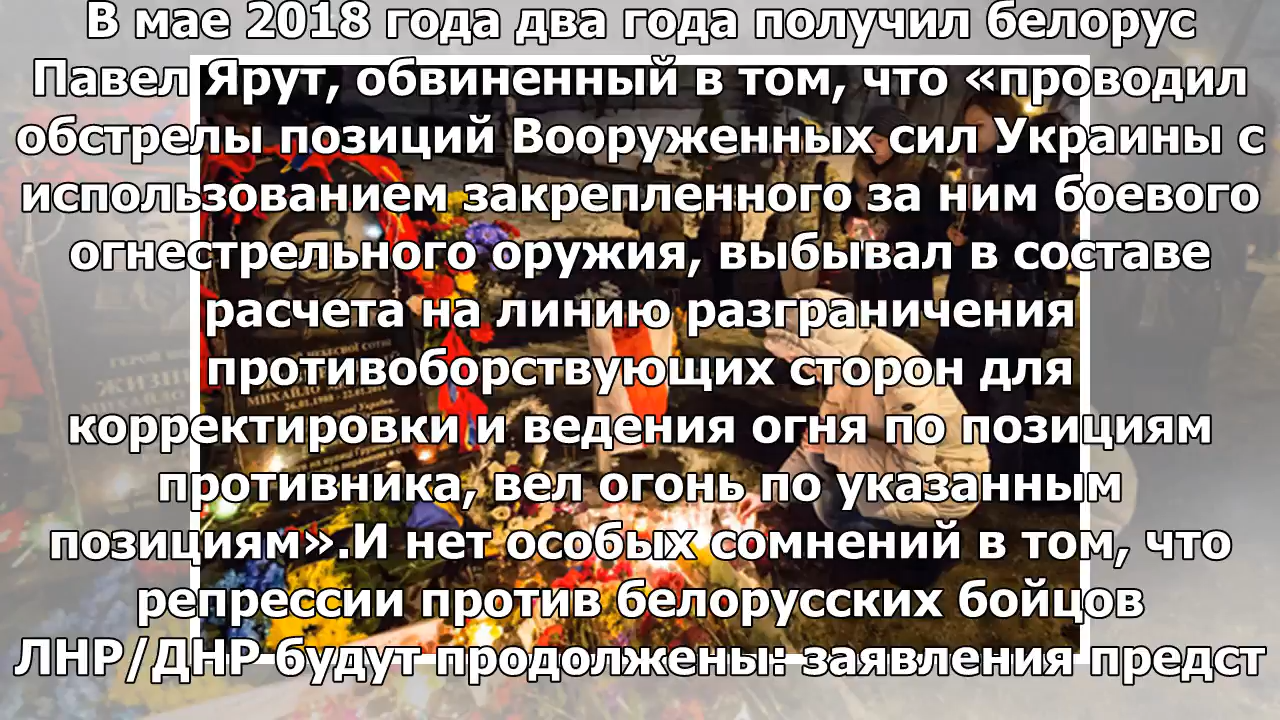 В мае 2018 года два года получил белорус
Павел Ярут, обвиненный в том, что «проводил
обстрелы позиций Вооруженных сил Украины с
использованием закрепленного за ним боевого
огнестрельного оружия, выбывал в составе
расчета на линию разграничения
противоборствующих сторон для
корректировки и ведения огня по позициям
противника, вел огонь по указанным
позициям».И нет особых сомнений в том, что
репрессии против белорусских бойцов
ЛНР/ДНР будут продолжены: заявления предст